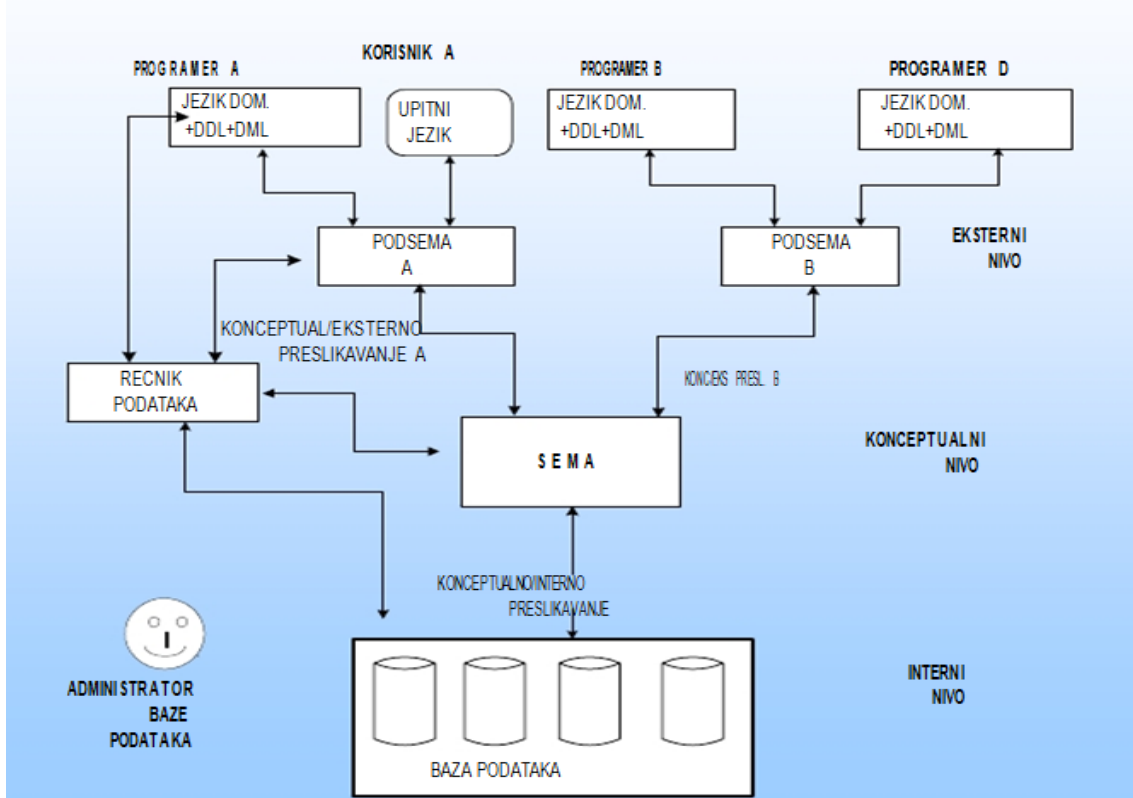 KORISNIK A
PROGRAMER A
PROGRAMER B
PROGRAMER D
JEZIK DOM.
+DDL+DML
UPITNI
JEZIK
JEZIK DOM.
+DDL+DML
JEZIK DOM.
+DDL+DML
PODSEMA
A
PODSEMA
B
EKSTERNI
NIVO
KONCEPTUAL/EKSTERNO
PRESLIKAVANJE A
RECNIK
PODATAKA
KONC/EKS PRESL. B
SEMA
KONCEPTUALNI
NIVO
KONCEPTUALNO/INTERNO
PRESLIKAVANJE
ADMINISTRATOR
BAZE
PODATAKA
INTERNI
NIVO
BAZA PODATAKA